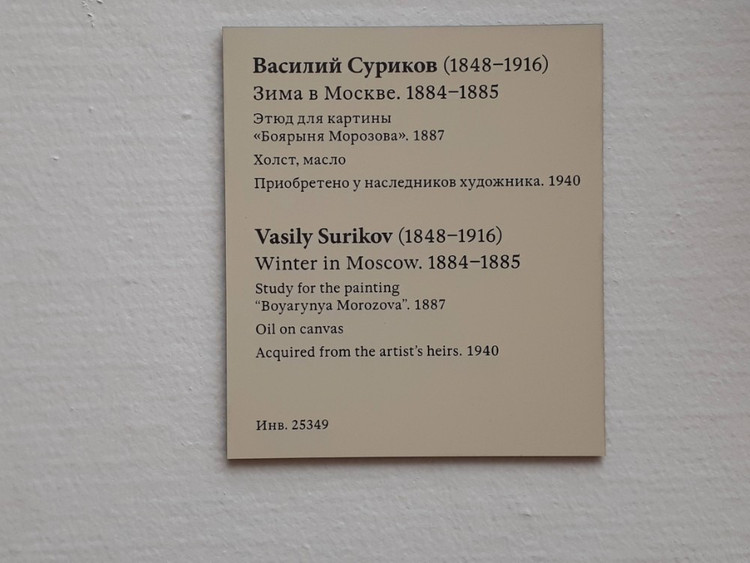 Василий Суриков (1848–1916)
Зима в Москве. 1884–1885
Этюд для картины
«Боярыня Морозова». 1887
Холст, масло
Приобретено у наследников художника. 1940
Vasily Surikov (1848–1916)
Winter in Moscow. 1884–1885
Study for the painting
“Boyarynya Morozova”. 1887
Oil on canvas
Acquired from the artist’s heirs. 1940
Инв. 25349